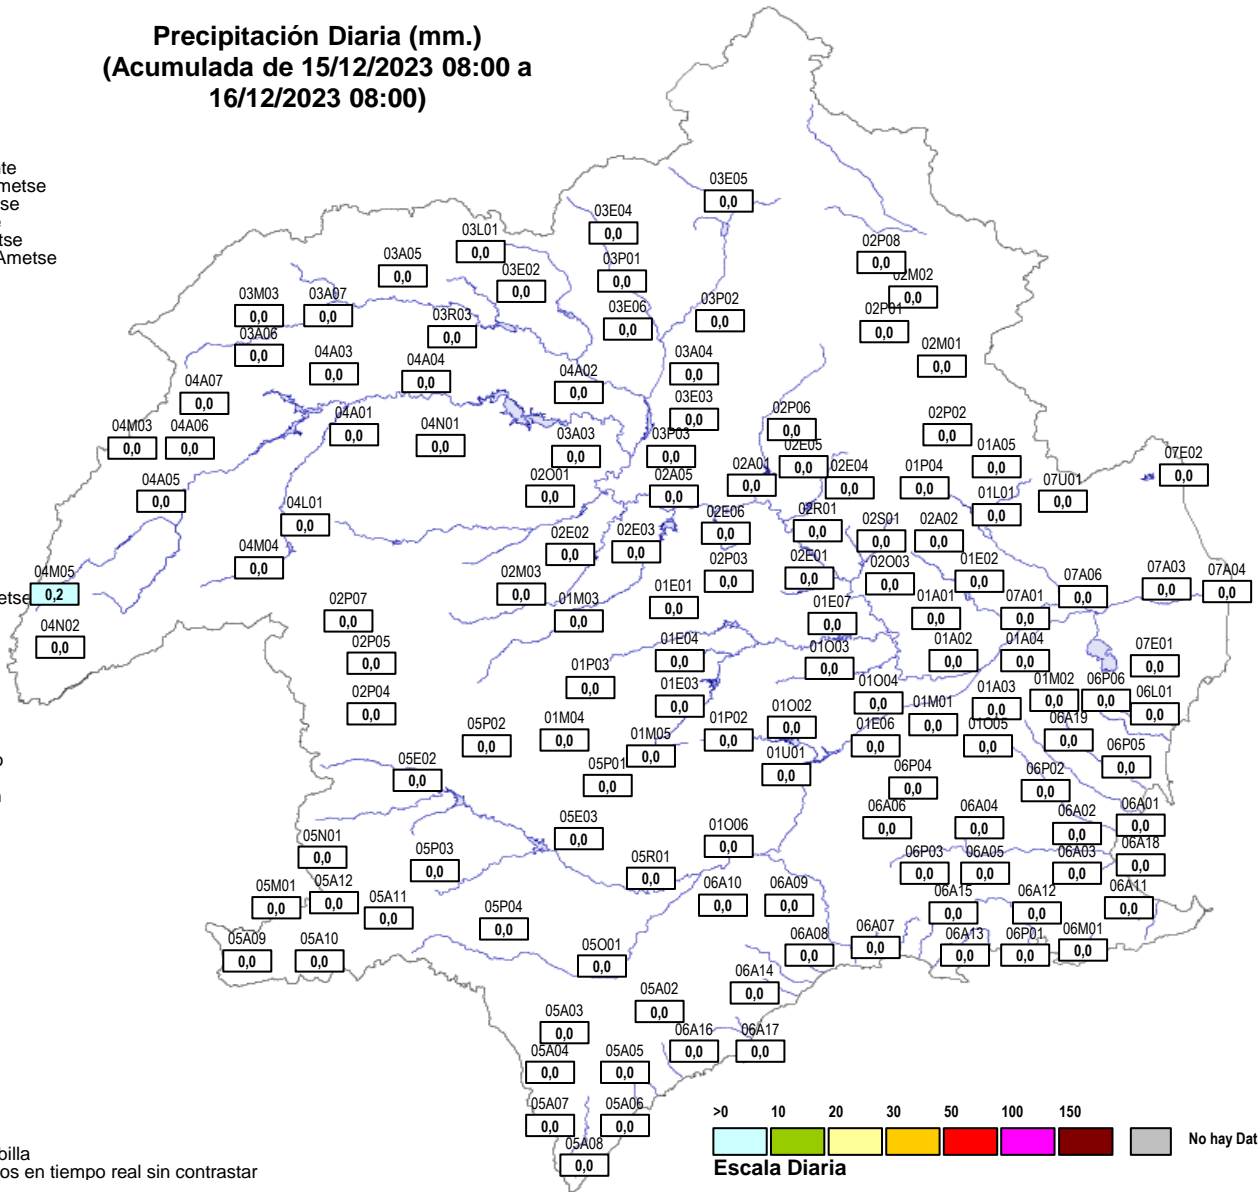 Precipitación Diaria (mm.)
(Acumulada de 15/12/2023 08:00 a
16/12/2023 08:00)
03E05
0,0
03E04
0,0
03L01
0,0
03A05
0,0
03P01
0,0
03E02
0,0
02P08
0,0
02M02
0,0
03M03
0,0
03A07
0,0
03R03
0,0
03E06
0,0
03P02
0,0
02P01
0,0
03A06
0,0
04A03
0,0
04A04
0,0
03A04
0,0
02M01
0,0
04A07
0,0
04A02
0,0
03E03
0,0
04M03
0,0
04A06
0,0
04A01
0,0
04N01
0,0
03A03
0,0
03P03
0,0
02P06
0,0
02P02
0,0
02E05
0,0
01A05
0,0
07E02
0,0
04A05
0,0
02O01
0,0
02A05
0,0
02A01
0,0
02E04
0,0
01P04
0,0
07U01
0,0
04L01
0,0
01L01
0,0
02E06
0,0
02R01
0,0
02S01
0,0
02A02
0,0
04M04
0,0
02E02
0,0
02E03
0,0
04M05
0,2
02M03
0,0
02P03
0,0
02E01
0,0
02O03
0,0
01E02
0,0
07A06
0,0
07A03
0,0
07A04
0,0
etse
02P07
0,0
01M03
0,0
01E01
0,0
01E07
0,0
01A01
0,0
07A01
0,0
04N02
0,0
02P05
0,0
01E04
0,0
01O03
0,0
01A02
0,0
01A04
0,0
07E01
0,0
02P04
0,0
01P03
0,0
01E03
0,0
01O04
0,0
01A03
0,0
01M02
0,0
06P06
0,0
06L01
0,0
05P02
0,0
01M04
0,0
01M05
0,0
01P02
0,0
01O02
0,0
01E06
0,0
01M01
0,0
01O05
0,0
06A19
0,0
05E02
0,0
05P01
0,0
01U01
0,0
06P04
0,0
06P02
0,0
06P05
0,0
05E03
0,0
01O06
0,0
06A06
0,0
06A04
0,0
06A02
0,0
06A01
0,0
05N01
0,0
05P03
0,0
05R01
0,0
06P03
0,0
06A05
0,0
06A03
0,0
06A18
0,0
05M01
0,0
05A12
0,0
05A11
0,0
06A10
0,0
06A09
0,0
06A15
0,0
06A12
0,0
06A11
0,0
05P04
0,0
05A09
0,0
05A10
0,0
05O01
0,0
06A08
0,0
06A07
0,0
06A13
0,0
06P01
0,0
06M01
0,0
05A02
0,0
06A14
0,0
05A03
0,0
06A16
0,0
06A17
0,0
05A04
0,0
05A05
0,0
05A07
0,0
05A06
0,0
05A08
0,0
>0 10 20 30 50 100 150
No hay Dat
Escala Diaria
billa
os en tiempo real sin contrastar